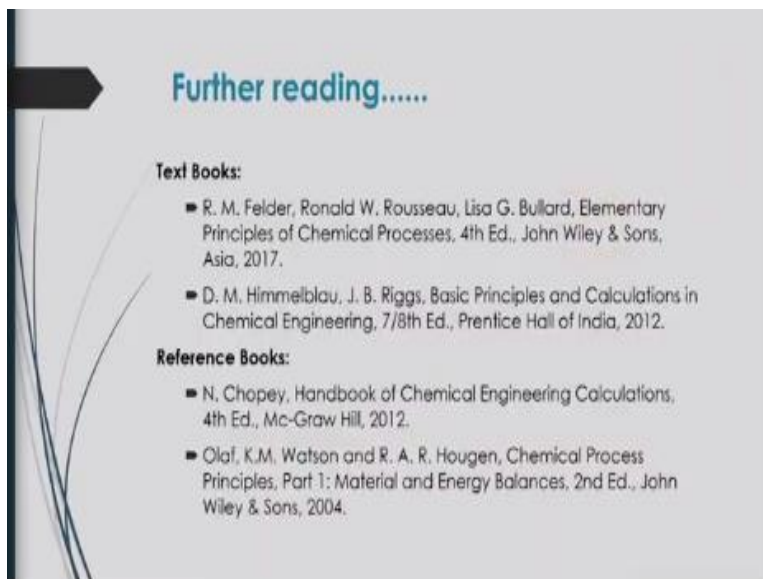 Further reading......
Text Books:
R. M. Felder, Ronald W. Rousseau, Lisa G. Bullard, Elementary
Principles of Chemical Processes, 4th Ed., John Wiley & Sons,
Asia, 2017.
D. M. Himmelblau, J. B. Riggs, Basic Principles and Calculations in
Chemical Engineering, 7/8th Ed., Prentice Hall of India, 2012.
Reference Books:
N. Chopey, Handbook of Chemical Engineering Calculations,
4th Ed., Mc-Graw Hill, 2012.
Olaf, K.M. Watson and R. A. R. Hougen, Chemical Process
Principles, Part 1: Material and Energy Balances, 2nd Ed., John
Wiley & Sons, 2004.